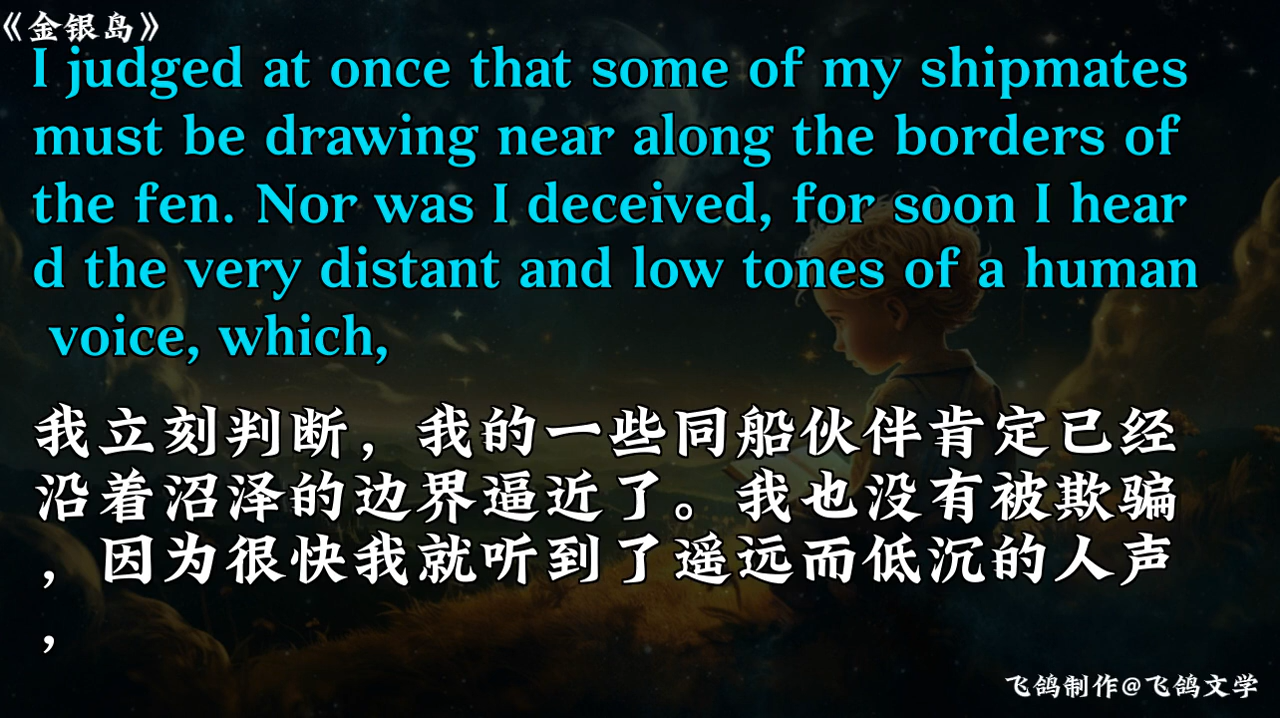 《金银岛》
I judged at once that some of my shipmates
must be drawing near along the borders of
the fen. Nor was I deceived, for soon I hear
d the very distant and low tones of a human
voice, which,
我立刻判断，我的一些同船伙伴肯定已经
沿着沼泽的边界逼近了。我也没有被欺骗
，因为很快我就听到了遥远而低沉的人声
，
飞鸽制作@飞鸽文学